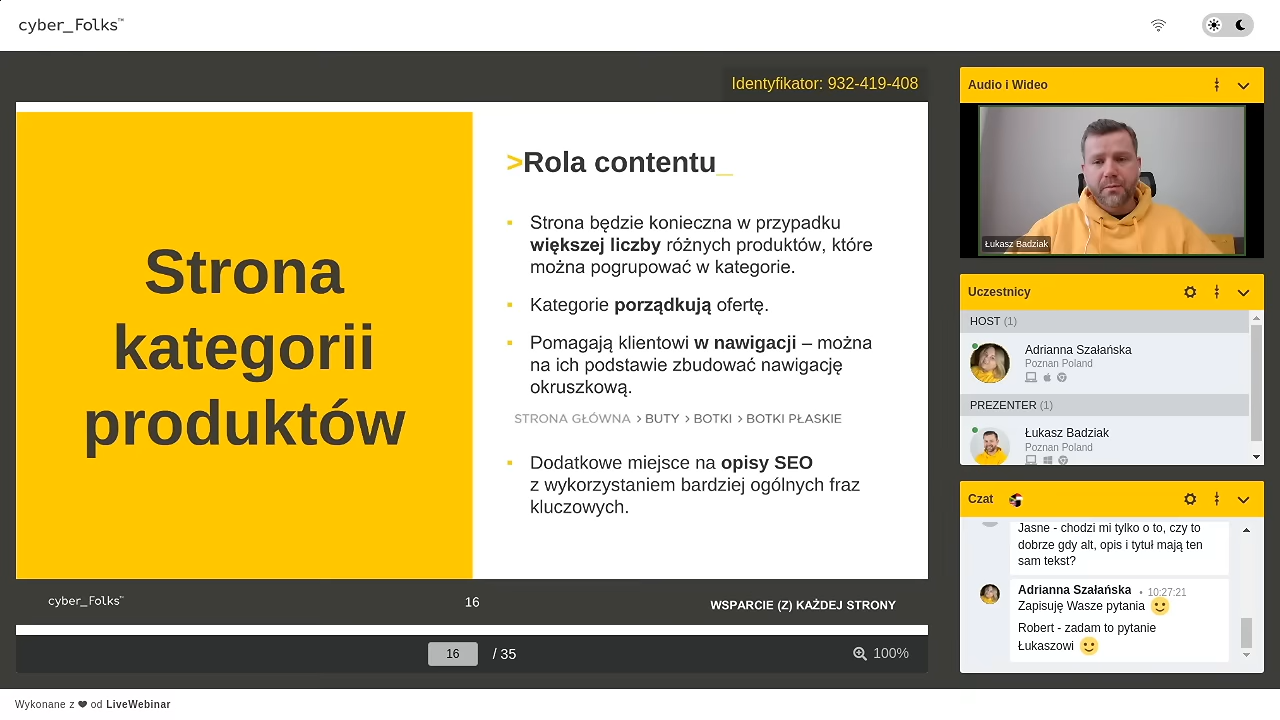 cyber_Folks™
Identyfikator: 932-419-408
Strona
kategorii
produktów
>Rola contentu_
Strona będzie konieczna w przypadku
większej liczby różnych produktów, które
można pogrupować w kategorie.
Kategorie porządkują ofertę.
Pomagają klientowi w nawigacji – można
na ich podstawie zbudować nawigację
okruszkową.
STRONA GŁÓWNA > BUTY > BOTKI > BOTKI PŁASKIE
Dodatkowe miejsce na opisy SEO
z wykorzystaniem bardziej ogólnych fraz
kluczowych.
cyber_Folks™
16
WSPARCIE (Z) KAŻDEJ STRONY
16 / 35
100%
Audio i Wideo
Łukasz Badziak
Uczestnicy
HOST (1)
Adrianna Szałańska
Poznan Poland
PREZENTER (1)
Łukasz Badziak
Poznan Poland
Czat
Jasne - chodzi mi tylko o to, czy to
dobrze gdy alt, opis i tytuł mają ten
sam tekst?
Adrianna Szałańska • 10:27:21
Zapisuję Wasze pytania 🙂
Robert - zadam to pytanie
Łukaszowi 🙂
Wykonane z ❤ od LiveWebinar